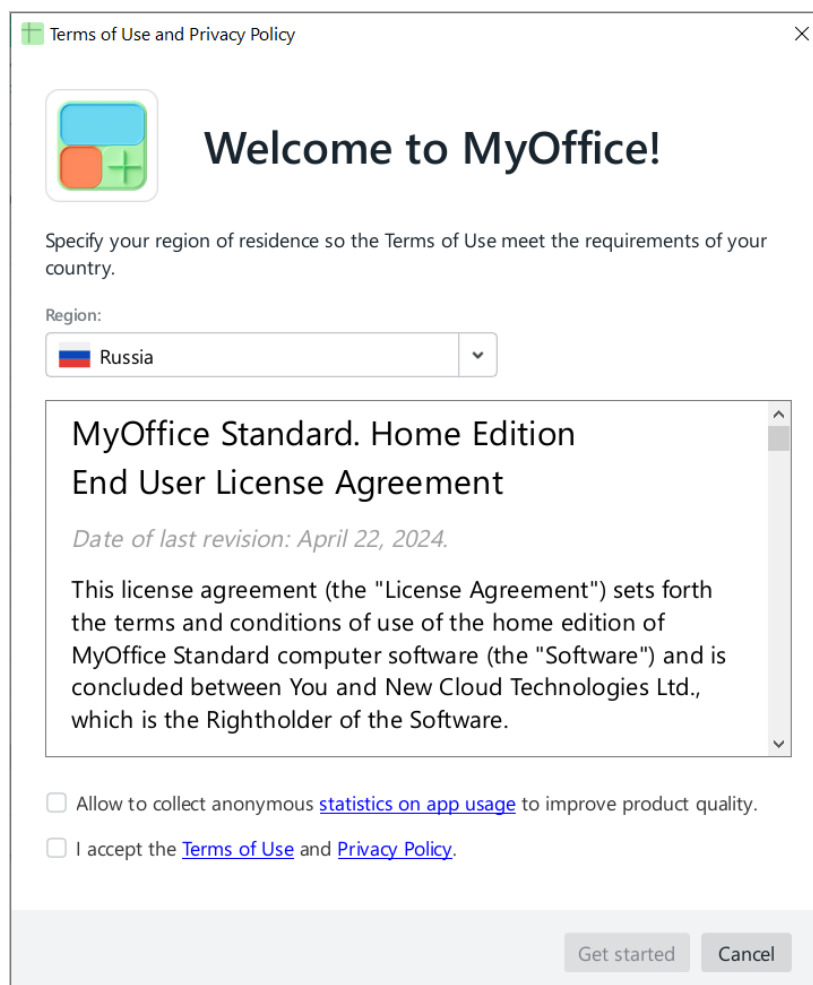 Terms of Use and Privacy Policy
Welcome to MyOffice!
Specify your region of residence so the Terms of Use meet the requirements of your
country.
Region:
Russia
MyOffice Standard. Home Edition
End User License Agreement
Date of last revision: April 22, 2024.
This license agreement (the "License Agreement") sets forth
the terms and conditions of use of the home edition of
MyOffice Standard computer software (the "Software") and is
concluded between You and New Cloud Technologies Ltd.,
which is the Rightholder of the Software.
Allow to collect anonymous statistics on app usage to improve product quality.
I accept the Terms of Use and Privacy Policy.
Get started Cancel